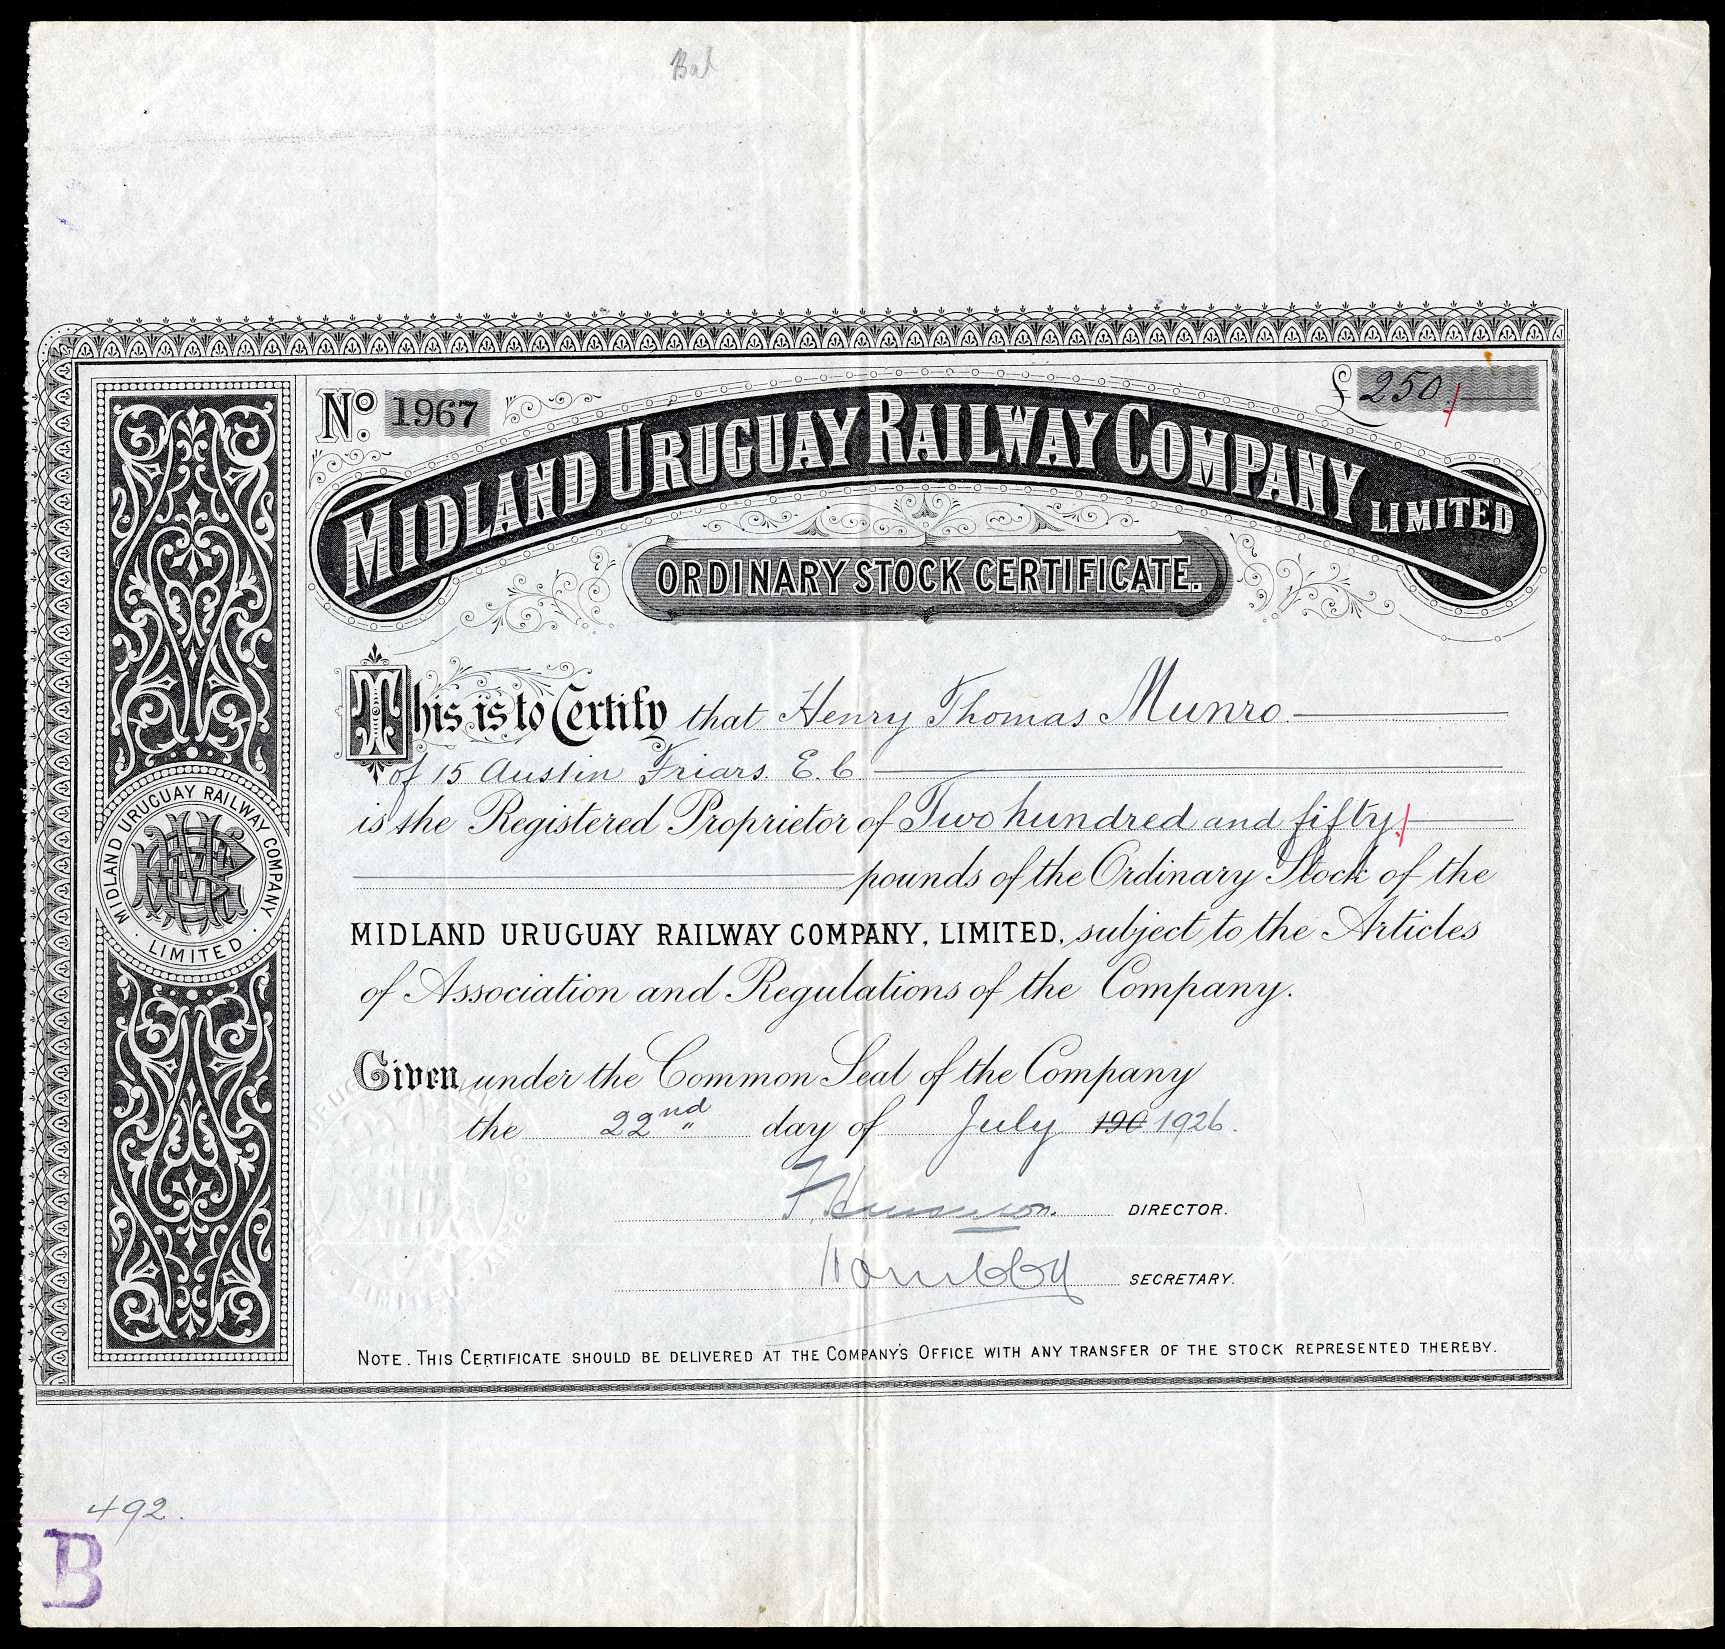 Bal
No. 1967
£250
MIDLAND URUGUAY RAILWAY COMPANY LIMITED
ORDINARY STOCK CERTIFICATE.
This is to Certify that Henry Thomas Munro
of 15 Austin Friars. E.C.
is the Registered Proprietor of Two hundred and fifty
pounds of the Ordinary Stock of the
MIDLAND URUGUAY RAILWAY COMPANY, LIMITED, subject to the Articles
of Association and Regulations of the Company.
Given under the Common Seal of the Company
the 22nd day of July 190 1926.
DIRECTOR.
SECRETARY.
NOTE. THIS CERTIFICATE SHOULD BE DELIVERED AT THE COMPANY'S OFFICE WITH ANY TRANSFER OF THE STOCK REPRESENTED THEREBY.
MIDLAND URUGUAY RAILWAY COMPANY
LIMITED
492.
B